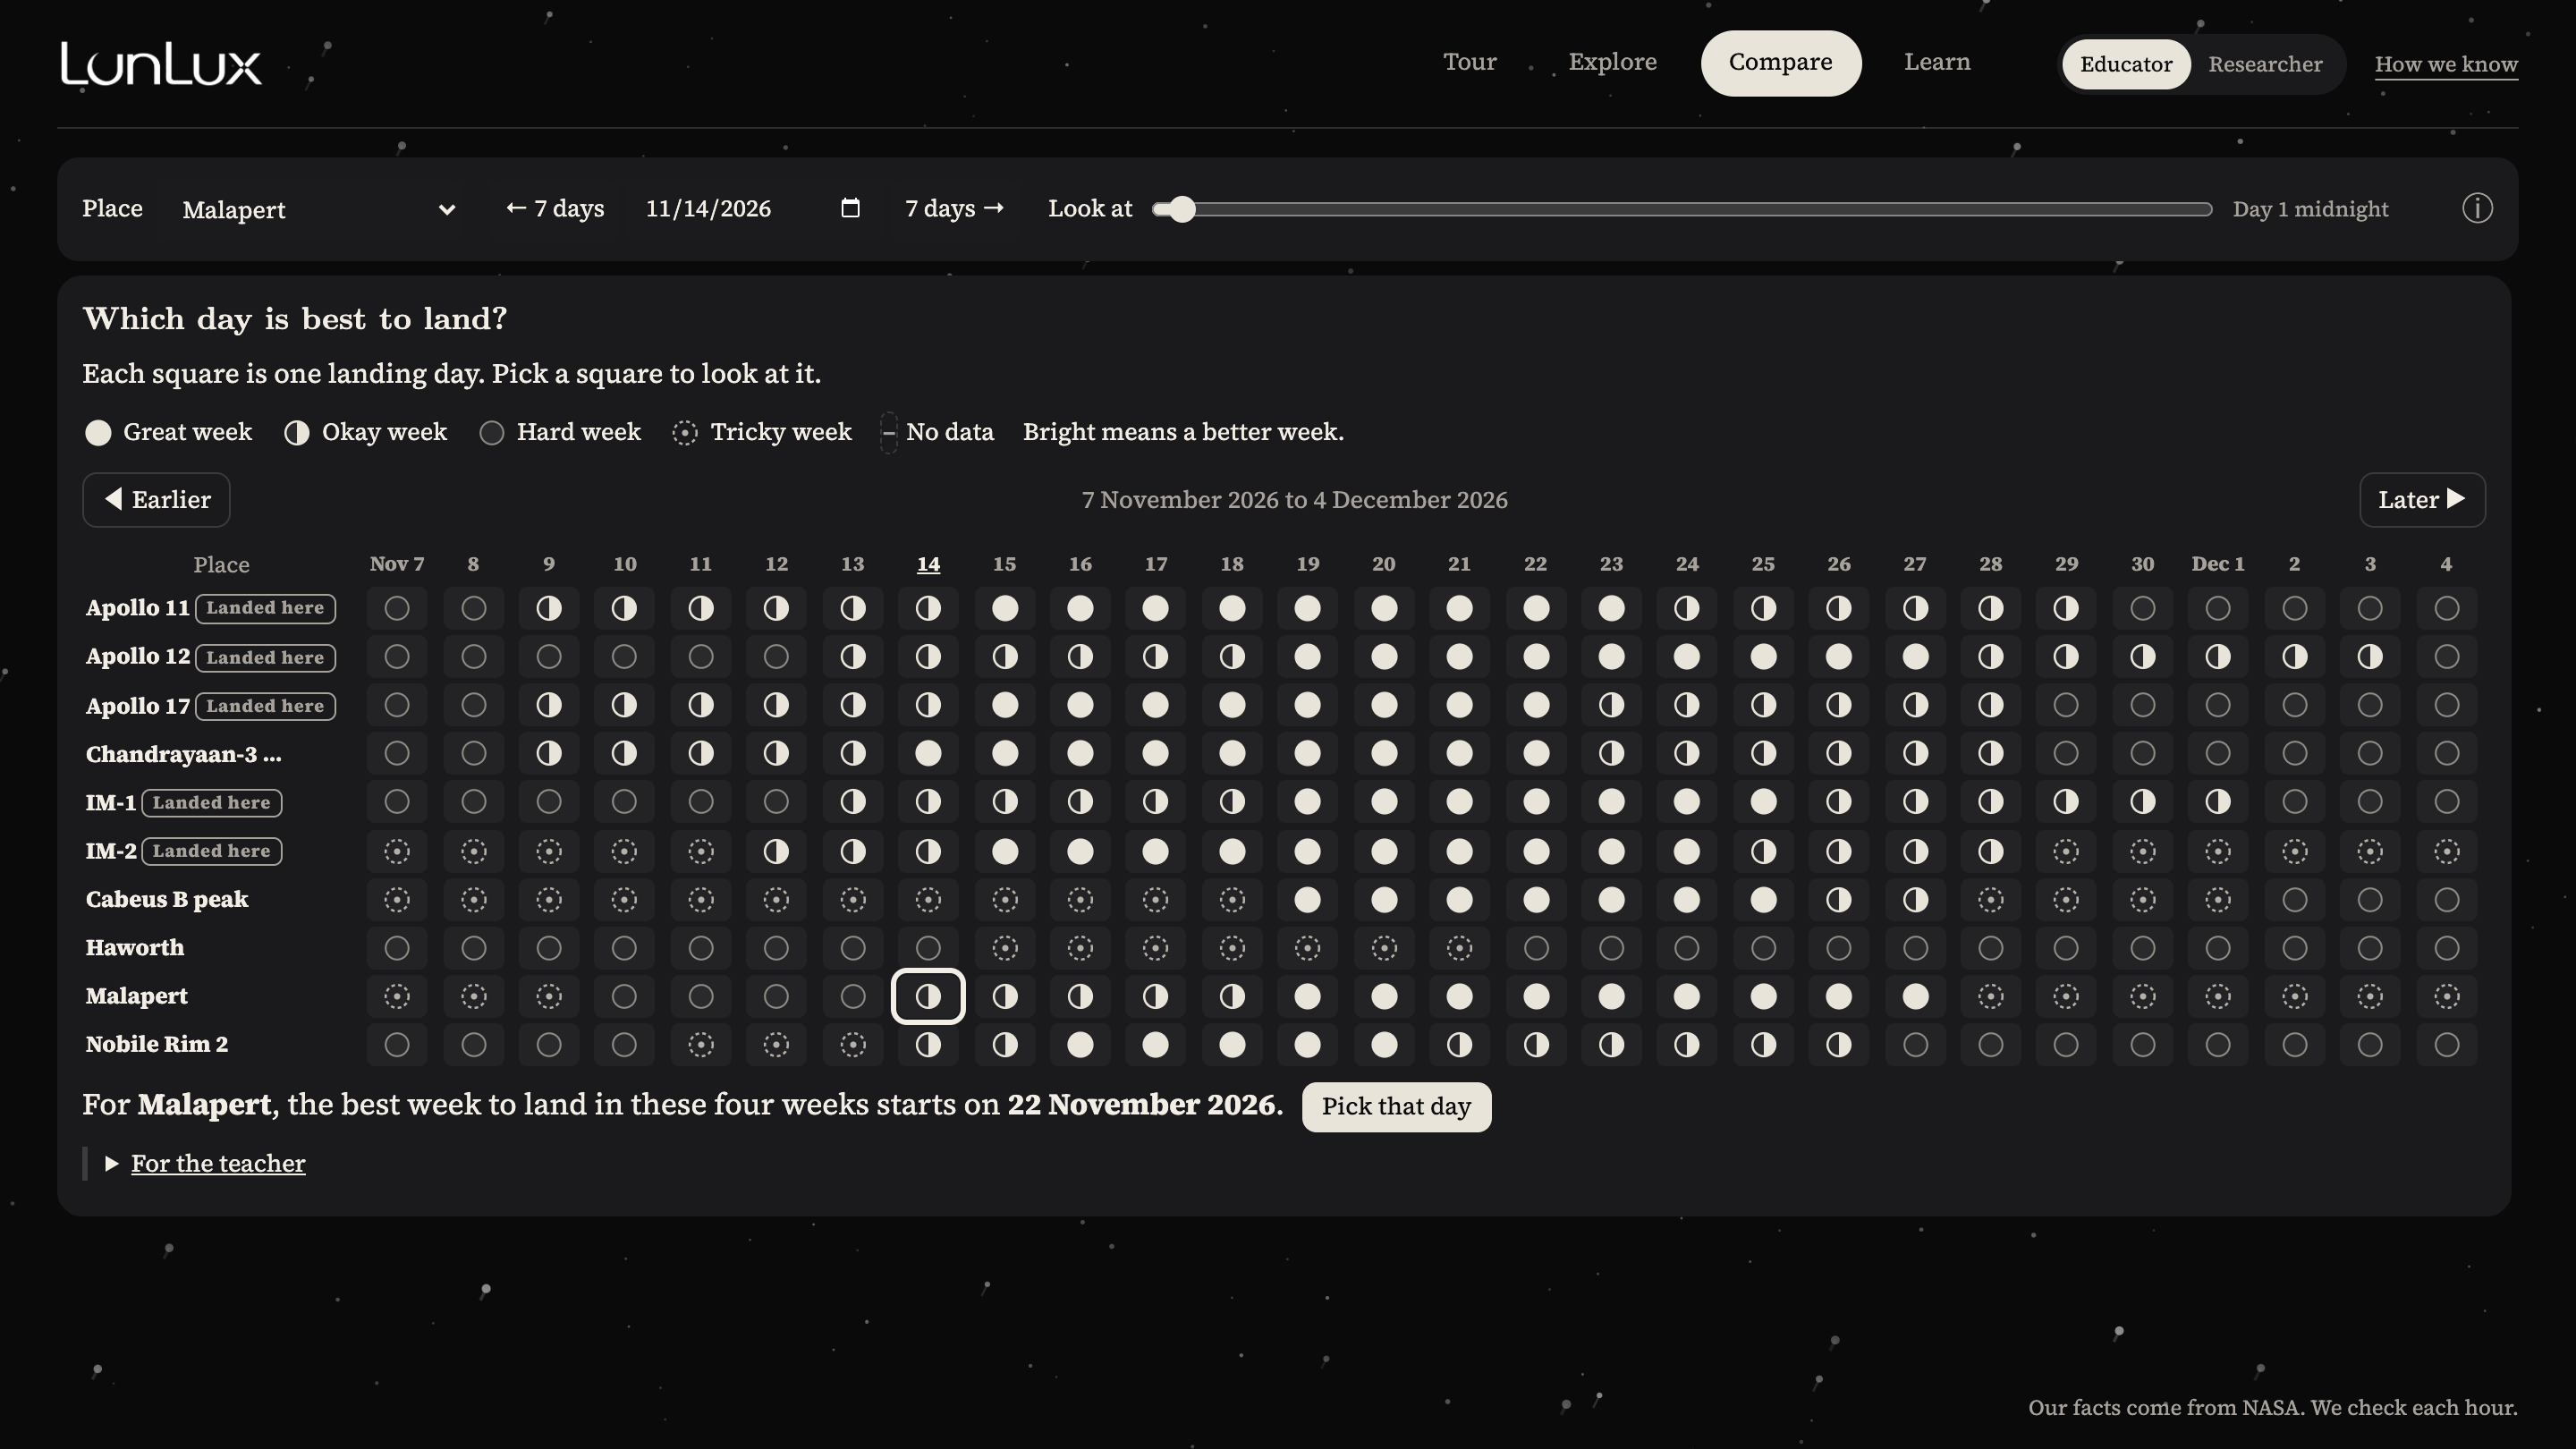 LunLux
Tour Explore Compare Learn Educator Researcher How we know
Place Malapert ← 7 days 11/14/2026 7 days → Look at Day 1 midnight
Which day is best to land?
Each square is one landing day. Pick a square to look at it.
Great week Okay week Hard week Tricky week No data Bright means a better week.
Earlier 7 November 2026 to 4 December 2026 Later
Place Nov 7 8 9 10 11 12 13 14 15 16 17 18 19 20 21 22 23 24 25 26 27 28 29 30 Dec 1 2 3 4
Apollo 11 Landed here
Apollo 12 Landed here
Apollo 17 Landed here
Chandrayaan-3 ...
IM-1 Landed here
IM-2 Landed here
Cabeus B peak
Haworth
Malapert
Nobile Rim 2
For Malapert, the best week to land in these four weeks starts on 22 November 2026. Pick that day
For the teacher
Our facts come from NASA. We check each hour.